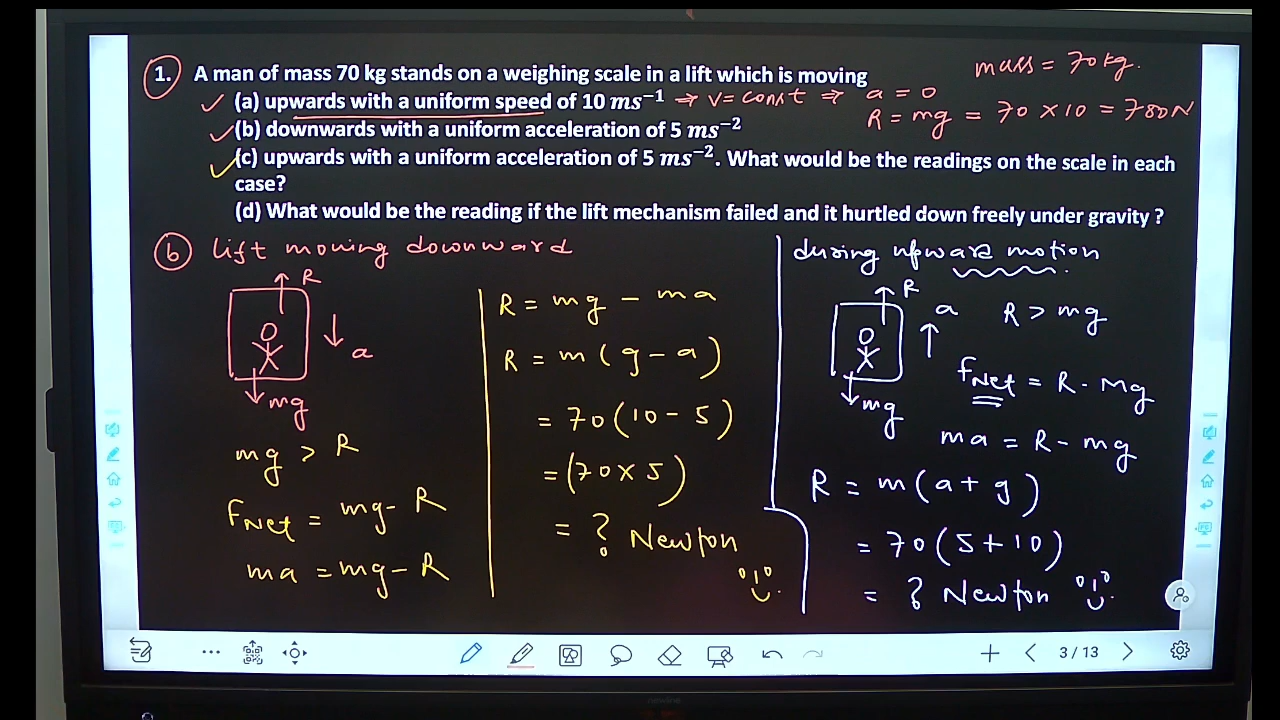 1. A man of mass 70 kg stands on a weighing scale in a lift which is moving
mass = 70 kg.
(a) upwards with a uniform speed of 10 ms⁻¹ ⇒ v = const ⇒ a = 0
R = mg = 70 × 10 = 700N
(b) downwards with a uniform acceleration of 5 ms⁻²
(c) upwards with a uniform acceleration of 5 ms⁻². What would be the readings on the scale in each
case?
(d) What would be the reading if the lift mechanism failed and it hurtled down freely under gravity ?
b lift moving downward
R
a
mg
mg > R
FNet = mg - R
ma = mg - R
R = mg - ma
R = m(g - a)
= 70(10 - 5)
= (70 × 5)
= ? Newton
during upward motion
R
a
mg
R > mg
FNet = R - Mg
ma = R - mg
R = m(a + g)
= 70(5 + 10)
= ? Newton
3 / 13
newline